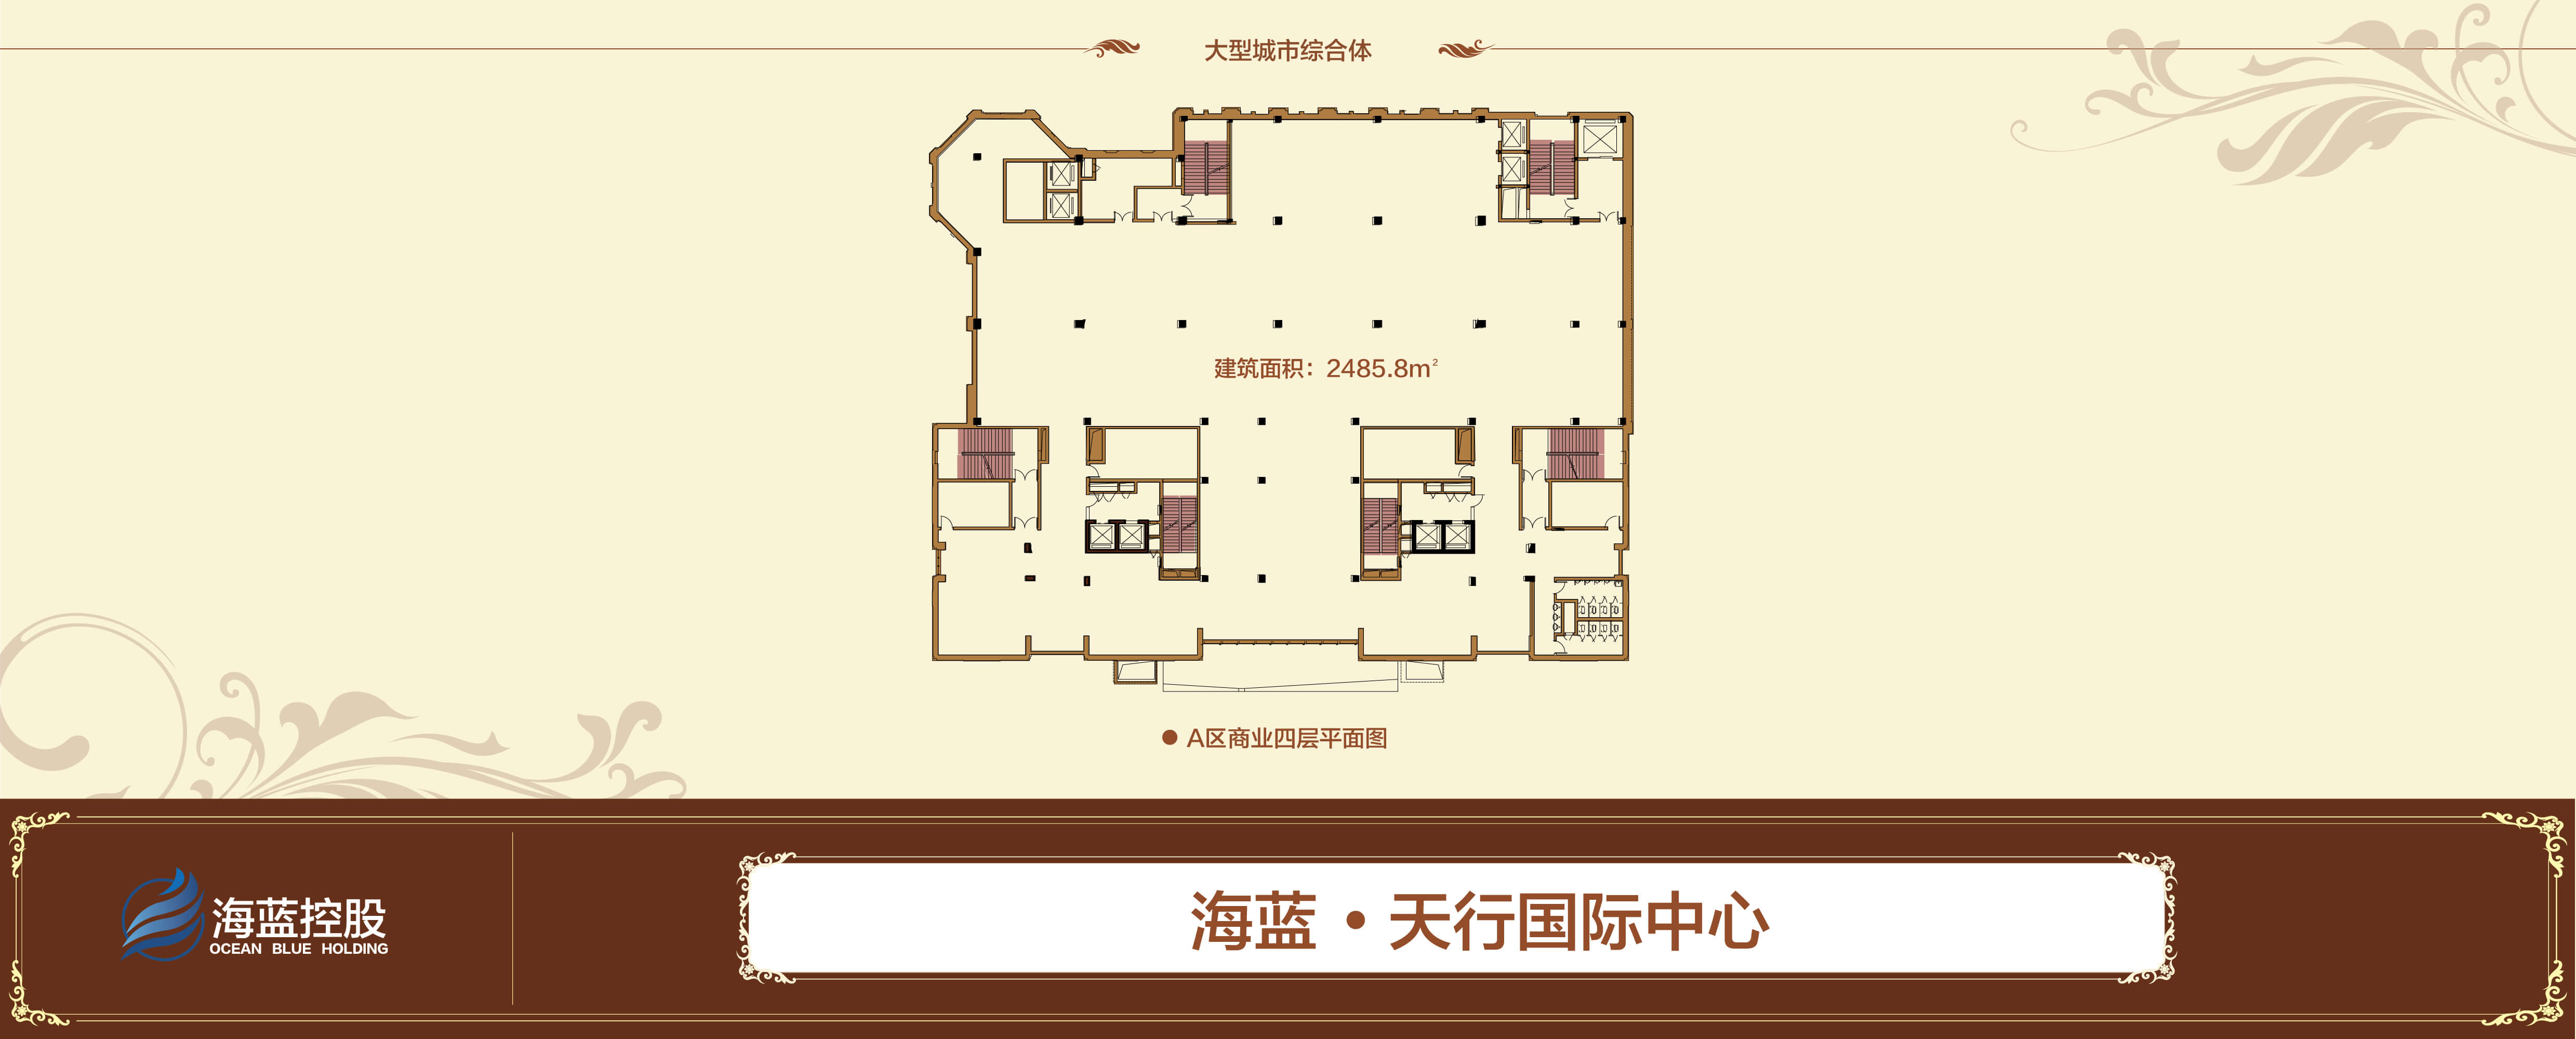 大型城市综合体
建筑面积：2485.8m²
● A区商业四层平面图
海蓝控股
OCEAN BLUE HOLDING
海蓝·天行国际中心